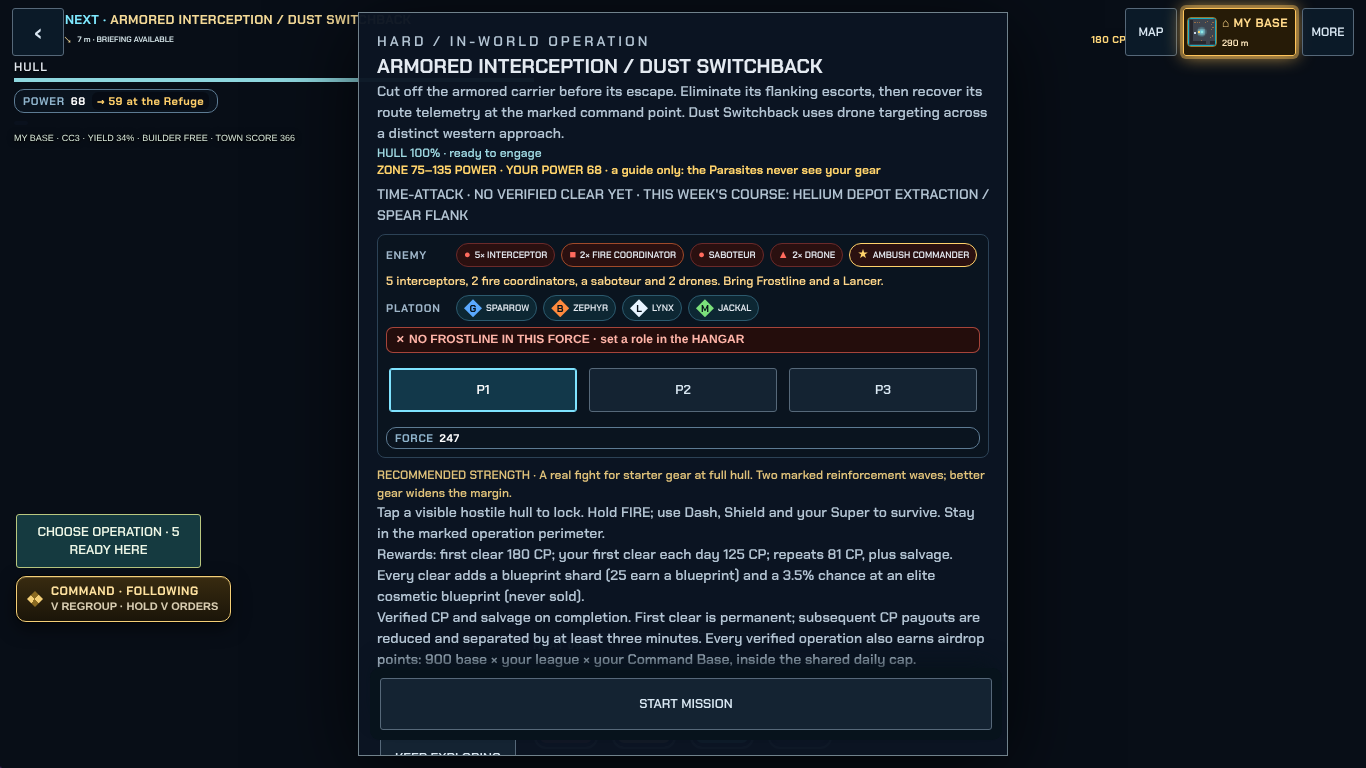 ‹
NEXT · ARMORED INTERCEPTION / DUST SWITCHBACK
7 m · BRIEFING AVAILABLE
HULL
POWER 68 → 59 at the Refuge
MY BASE · CC3 · YIELD 34% · BUILDER FREE · TOWN SCORE 366
180 CP
MAP
⌂ MY BASE
290 m
MORE
HARD / IN-WORLD OPERATION
ARMORED INTERCEPTION / DUST SWITCHBACK
Cut off the armored carrier before its escape. Eliminate its flanking escorts, then recover its
route telemetry at the marked command point. Dust Switchback uses drone targeting across
a distinct western approach.
HULL 100% · ready to engage
ZONE 75–135 POWER · YOUR POWER 68 · a guide only: the Parasites never see your gear
TIME-ATTACK · NO VERIFIED CLEAR YET · THIS WEEK'S COURSE: HELIUM DEPOT EXTRACTION /
SPEAR FLANK
ENEMY ● 5× INTERCEPTOR ■ 2× FIRE COORDINATOR ● SABOTEUR ▲ 2× DRONE ★ AMBUSH COMMANDER
5 interceptors, 2 fire coordinators, a saboteur and 2 drones. Bring Frostline and a Lancer.
PLATOON G SPARROW B ZEPHYR L LYNX M JACKAL
× NO FROSTLINE IN THIS FORCE · set a role in the HANGAR
P1 P2 P3
FORCE 247
RECOMMENDED STRENGTH · A real fight for starter gear at full hull. Two marked reinforcement waves; better
gear widens the margin.
Tap a visible hostile hull to lock. Hold FIRE; use Dash, Shield and your Super to survive. Stay
in the marked operation perimeter.
Rewards: first clear 180 CP; your first clear each day 125 CP; repeats 81 CP, plus salvage.
Every clear adds a blueprint shard (25 earn a blueprint) and a 3.5% chance at an elite
cosmetic blueprint (never sold).
Verified CP and salvage on completion. First clear is permanent; subsequent CP payouts are
reduced and separated by at least three minutes. Every verified operation also earns airdrop
points: 900 base × your league × your Command Base, inside the shared daily cap.
START MISSION
KEEP EXPLORING
CHOOSE OPERATION · 5
READY HERE
COMMAND · FOLLOWING
V REGROUP · HOLD V ORDERS